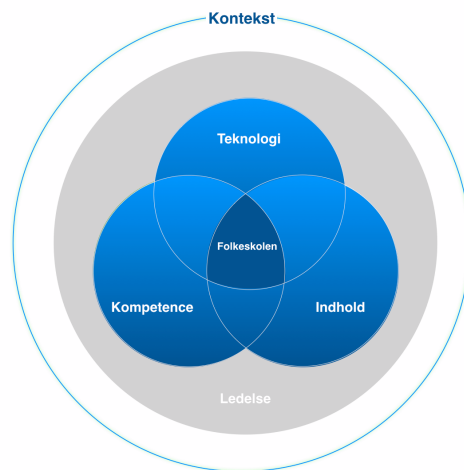 Kontekst
Teknologi
Folkeskolen
Kompetence
Indhold
Ledelse